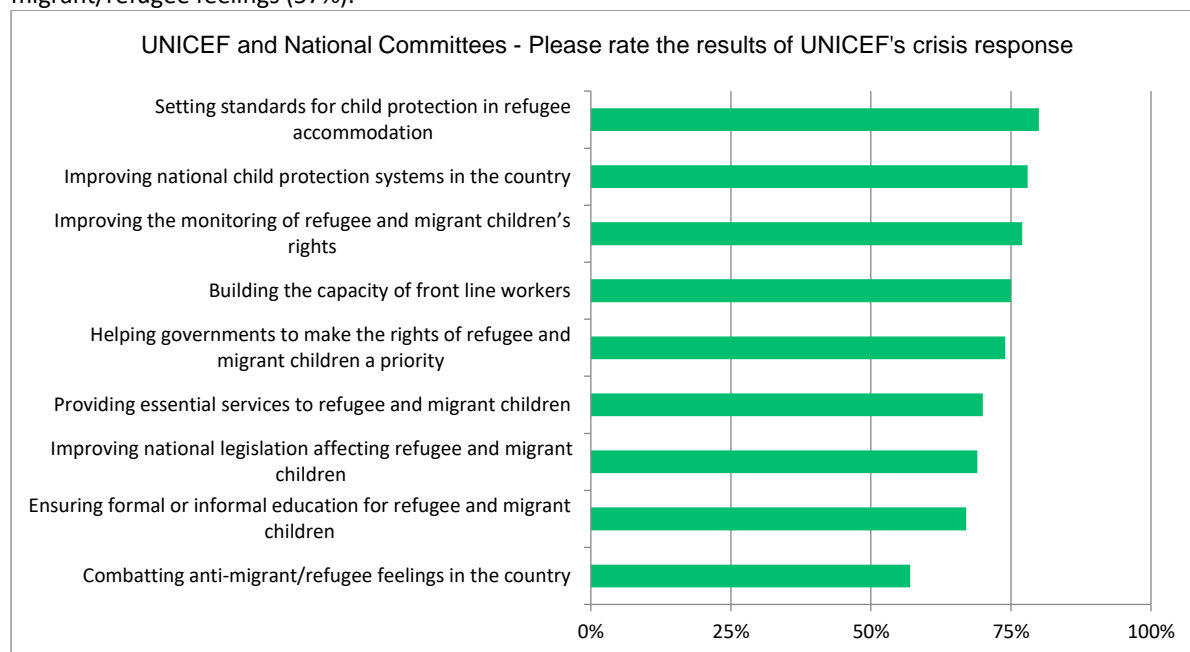 migrant/refugee feelings (57%).
UNICEF and National Committees - Please rate the results of UNICEF's crisis response
Setting standards for child protection in refugee
accommodation
Improving national child protection systems in the country
Improving the monitoring of refugee and migrant children’s
rights
Building the capacity of front line workers
Helping governments to make the rights of refugee and
migrant children a priority
Providing essential services to refugee and migrant children
Improving national legislation affecting refugee and migrant
children
Ensuring formal or informal education for refugee and migrant
children
Combatting anti-migrant/refugee feelings in the country
0% 25% 50% 75% 100%